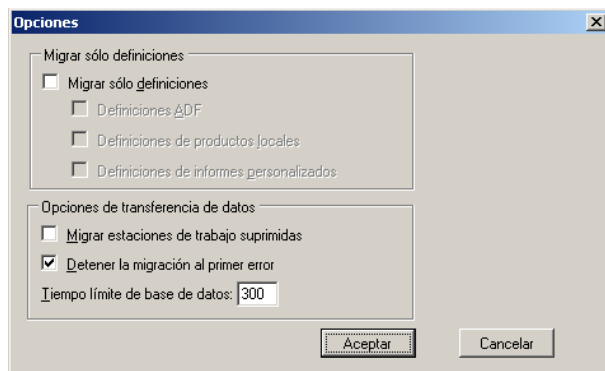 Opciones
Migrar sólo definiciones
Migrar sólo definiciones
Definiciones ADF
Definiciones de productos locales
Definiciones de informes personalizados
Opciones de transferencia de datos
Migrar estaciones de trabajo suprimidas
Detener la migración al primer error
Tiempo límite de base de datos: 300
Aceptar Cancelar